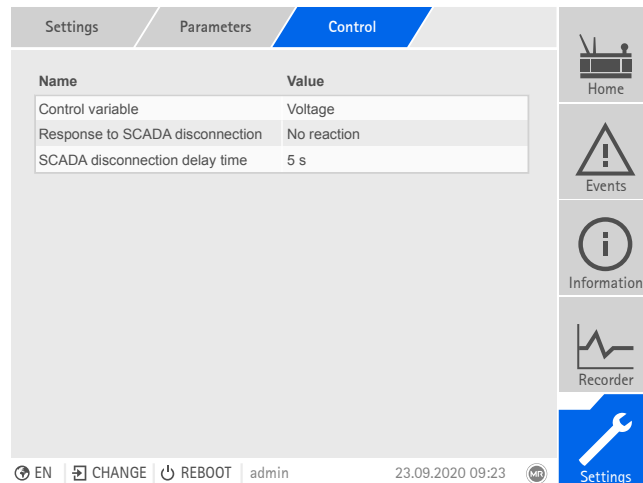 Settings Parameters Control
Name Value
Control variable Voltage
Response to SCADA disconnection No reaction
SCADA disconnection delay time 5 s
Home
Events
Information
Recorder
Settings
EN CHANGE REBOOT admin 23.09.2020 09:23 MR